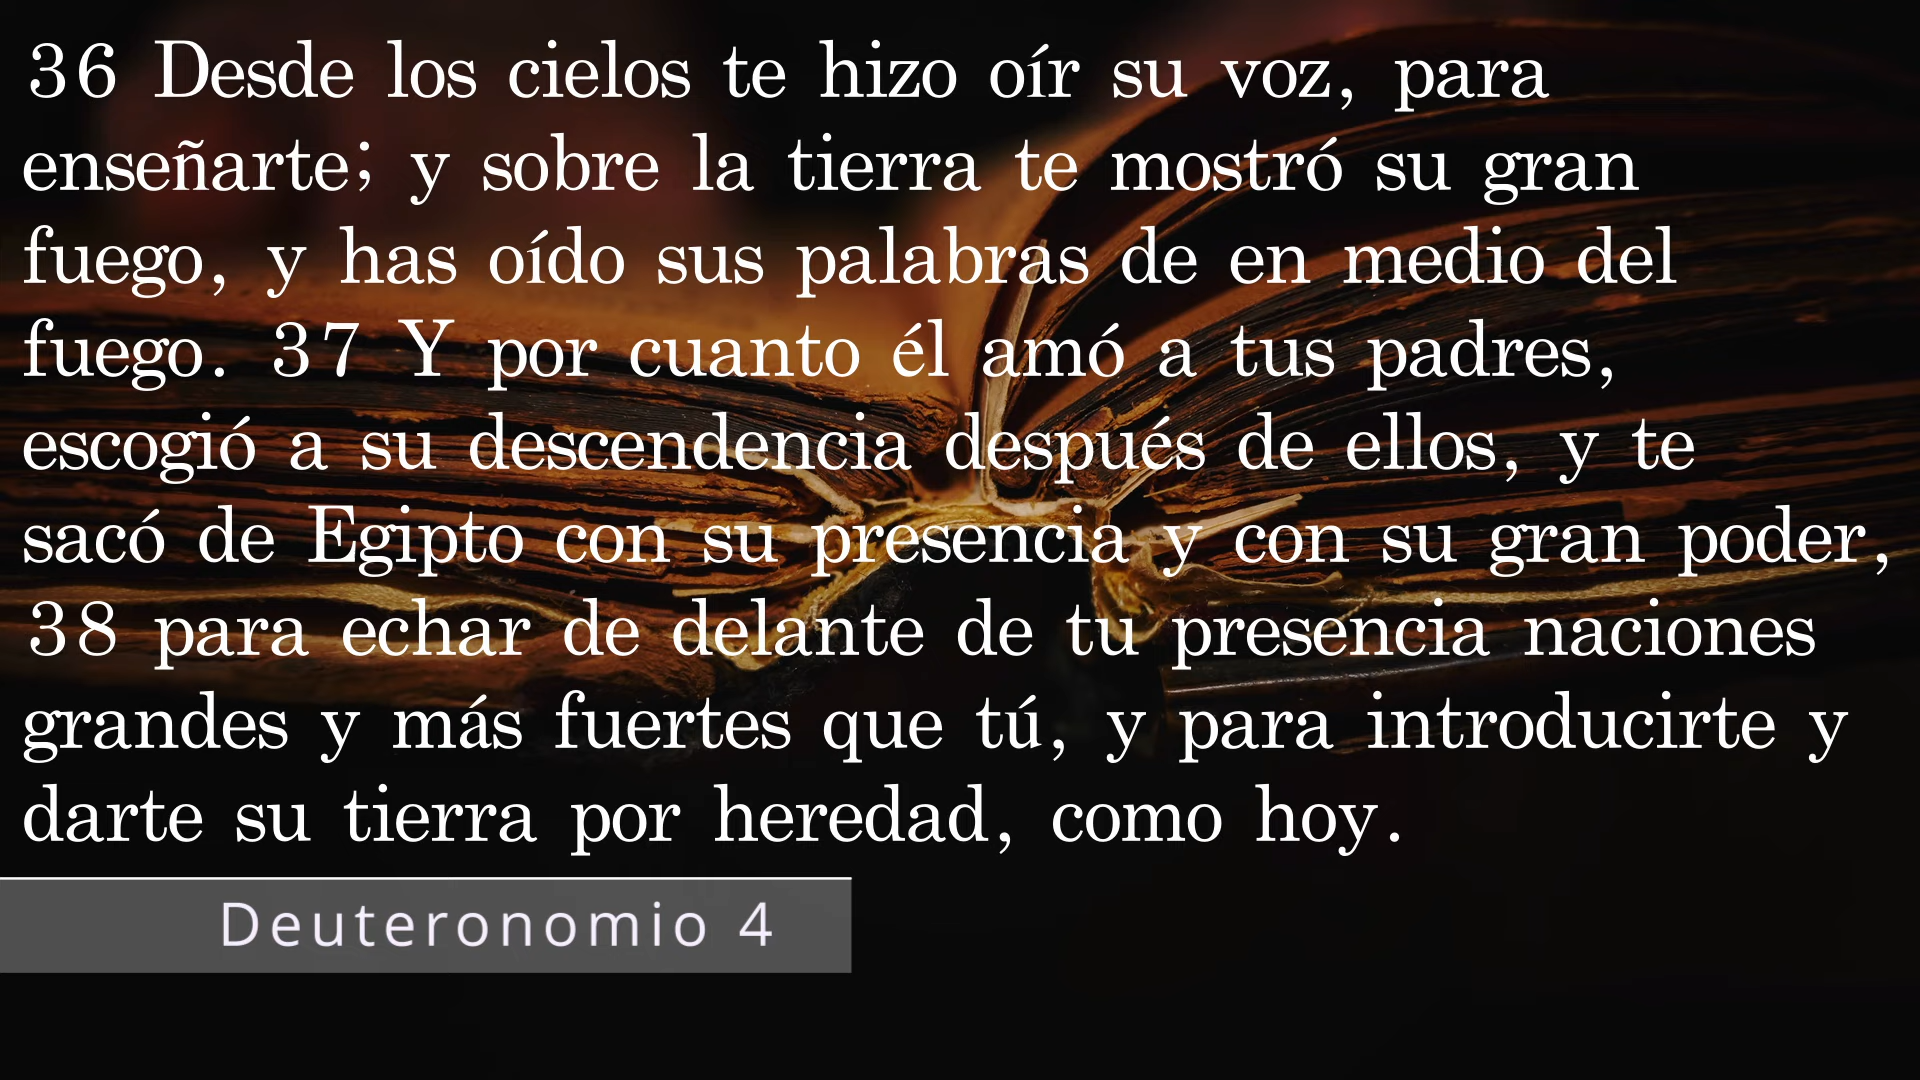 36 Desde los cielos te hizo oír su voz, para
enseñarte; y sobre la tierra te mostró su gran
fuego, y has oído sus palabras de en medio del
fuego. 37 Y por cuanto él amó a tus padres,
escogió a su descendencia después de ellos, y te
sacó de Egipto con su presencia y con su gran poder,
38 para echar de delante de tu presencia naciones
grandes y más fuertes que tú, y para introducirte y
darte su tierra por heredad, como hoy.
Deuteronomio 4